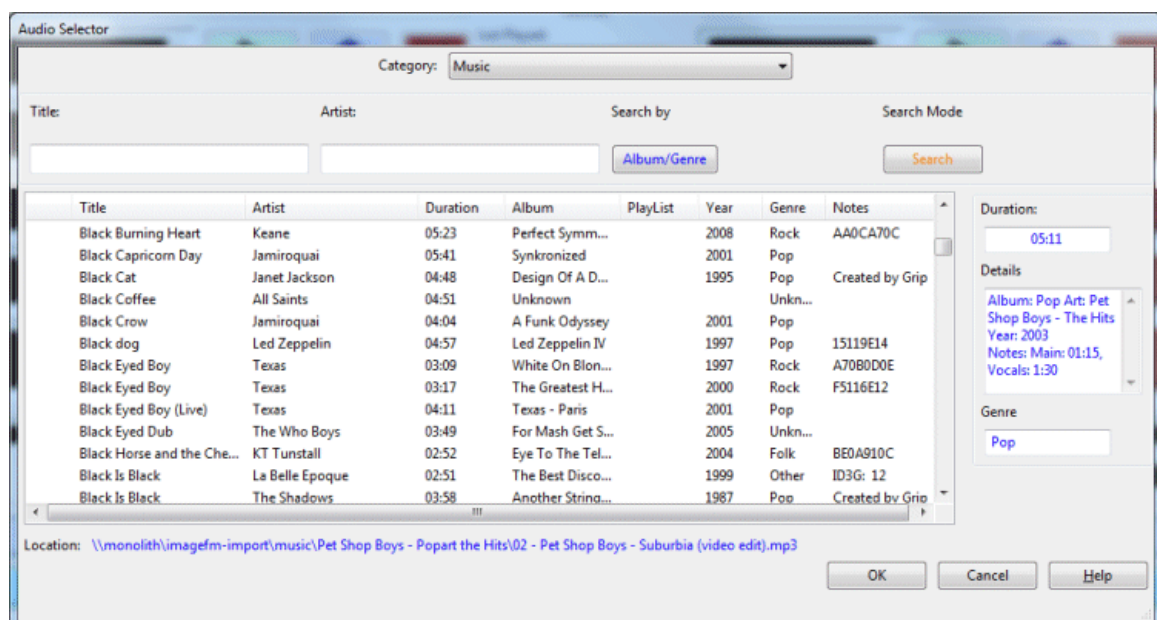 Audio Selector
Category: Music
Title: Artist: Search by Search Mode
Album/Genre Search
Title Artist Duration Album PlayList Year Genre Notes
Black Burning Heart Keane 05:23 Perfect Symm... 2008 Rock AA0CA70C
Black Capricorn Day Jamiroquai 05:41 Synkronized 2001 Pop
Black Cat Janet Jackson 04:48 Design Of A D... 1995 Pop Created by Grip
Black Coffee All Saints 04:51 Unknown Unkn...
Black Crow Jamiroquai 04:04 A Funk Odyssey 2001 Pop
Black dog Led Zeppelin 04:57 Led Zeppelin IV 1997 Pop 15119E14
Black Eyed Boy Texas 03:09 White On Blon... 1997 Rock A70B0D0E
Black Eyed Boy Texas 03:17 The Greatest H... 2000 Rock F5116E12
Black Eyed Boy (Live) Texas 04:11 Texas - Paris 2001 Pop
Black Eyed Dub The Who Boys 03:49 For Mash Get S... 2005 Unkn...
Black Horse and the Che... KT Tunstall 02:52 Eye To The Tel... 2004 Folk BE0A910C
Black Is Black La Belle Epoque 02:51 The Best Disco... 1999 Other ID3G: 12
Black Is Black The Shadows 03:58 Another String... 1987 Pop Created by Grip
Duration:
05:11
Details
Album: Pop Art: Pet
Shop Boys - The Hits
Year: 2003
Notes: Main: 01:15,
Vocals: 1:30
Genre
Pop
Location: \\monolith\imagefm-import\music\Pet Shop Boys - Popart the Hits\02 - Pet Shop Boys - Suburbia (video edit).mp3
OK Cancel Help